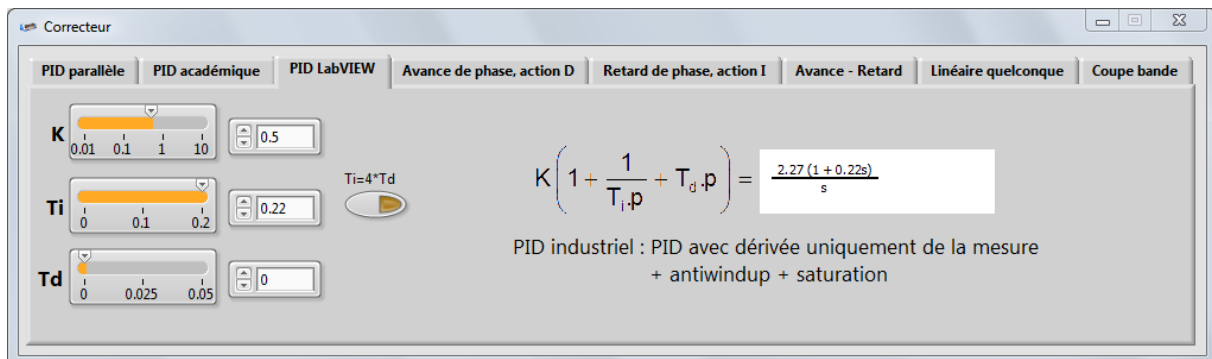 Correcteur
PID parallèle PID académique PID LabVIEW Avance de phase, action D Retard de phase, action I Avance - Retard Linéaire quelconque Coupe bande
K
0.01 0.1 1 10
0.5
Ti
0 0.1 0.2
0.22
Ti=4*Td
Td
0 0.025 0.05
0
K(1 + 1/(Ti.p) + Td.p) = 2.27 (1+0.22s)/s
PID industriel : PID avec dérivée uniquement de la mesure
+ antiwindup + saturation